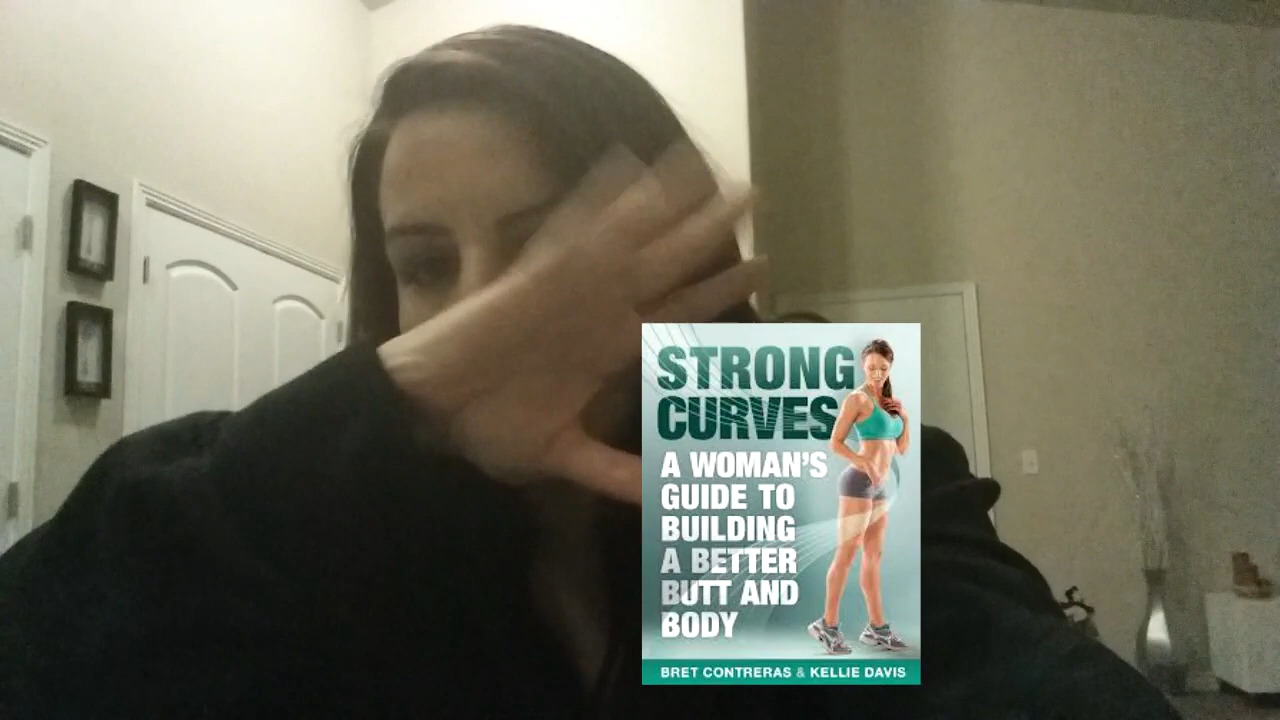 STRONG
CURVES
A WOMAN'S
GUIDE TO
BUILDING
A BETTER
BUTT AND
BODY
BRET CONTRERAS & KELLIE DAVIS